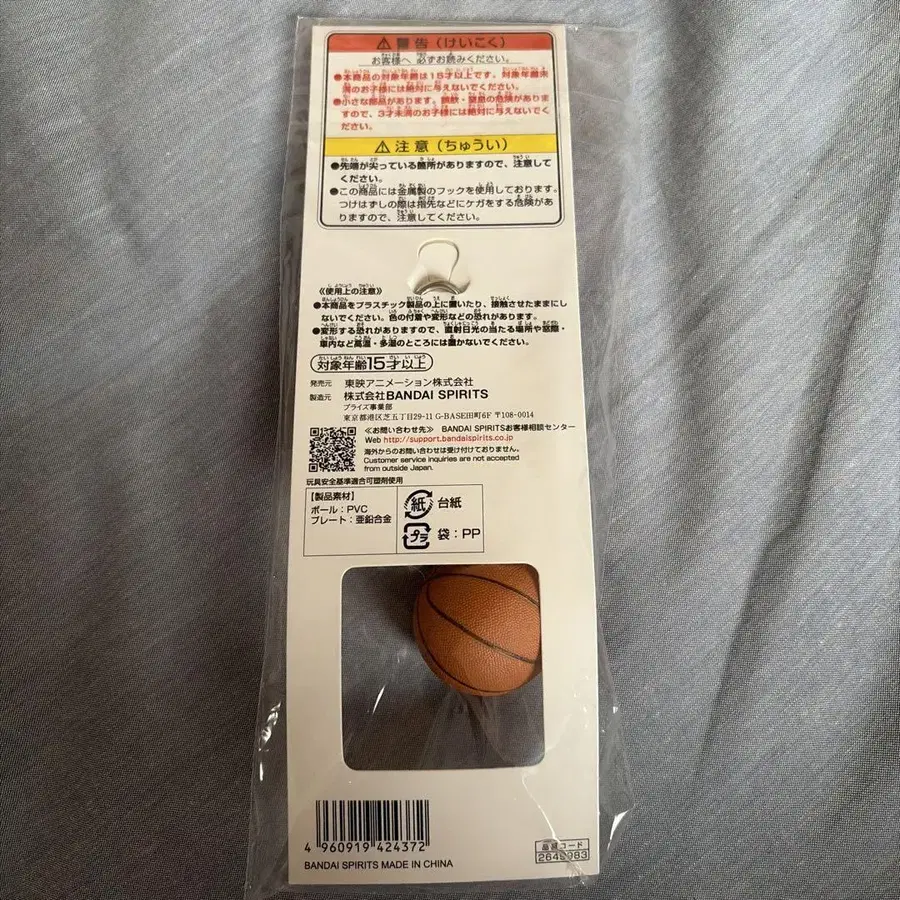 ⚠警告（けいこく）
お客様へ 必ずお読みください。
●本商品の対象年齢は15才以上です。対象年齢未
満のお子様には絶対に与えないでください。
●小さな部品があります。誤飲・窒息の危険がありま
すので、3才未満のお子様には絶対に与えないでく
ださい。
⚠注意（ちゅうい）
●先端が尖っている箇所がありますので、注意して
ください。
●この商品には金属製のフックを使用しております。
つけはずしの際は指先などにケガをする危険があ
りますので、注意してください。
《使用上の注意》
●本商品をプラスチック製品の上に置いたり、接触させたままにし
ないでください。色の付着や変形などの恐れがあります。
●変形する恐れがありますので、直射日光の当たる場所や窓際・
車内など高温・多湿のところには置かないでください。
対象年齢15才以上
発売元 東映アニメーション株式会社
製造元 株式会社BANDAI SPIRITS
プライズ事業部
東京都港区芝五丁目29-11 G-BASE田町6F 〒108-0014
≪お問い合わせ先≫ BANDAI SPIRITSお客様相談センター
Web http://support.bandaispirits.co.jp
海外からのお問い合わせは受け付けておりません。
Customer service inquiries are not accepted
from outside Japan.
玩具安全基準適合可塑剤使用
【製品素材】
ボール：PVC
プレート：亜鉛合金
紙 台紙
プラ 袋：PP
4 960919 424372
BANDAI SPIRITS MADE IN CHINA
品番コード